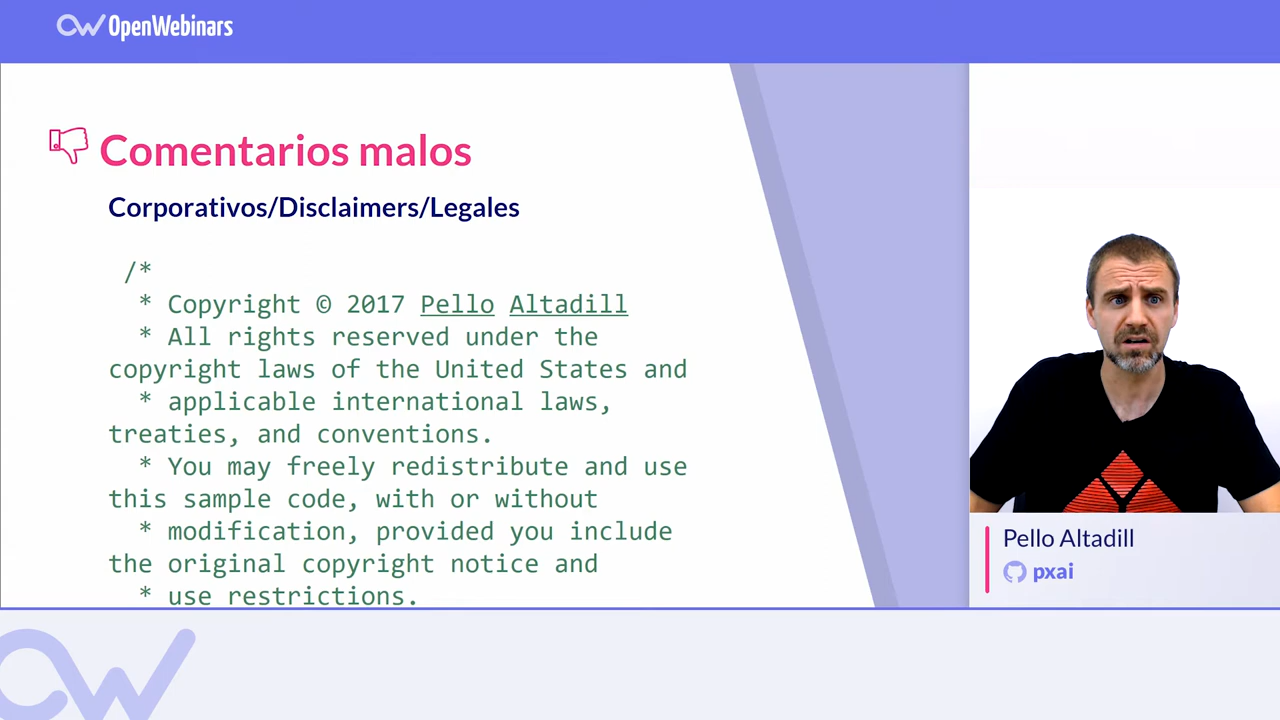 OpenWebinars
Comentarios malos
Corporativos/Disclaimers/Legales
/*
* Copyright © 2017 Pello Altadill
* All rights reserved under the
copyright laws of the United States and
* applicable international laws,
treaties, and conventions.
* You may freely redistribute and use
this sample code, with or without
* modification, provided you include
the original copyright notice and
* use restrictions.
Pello Altadill
pxai